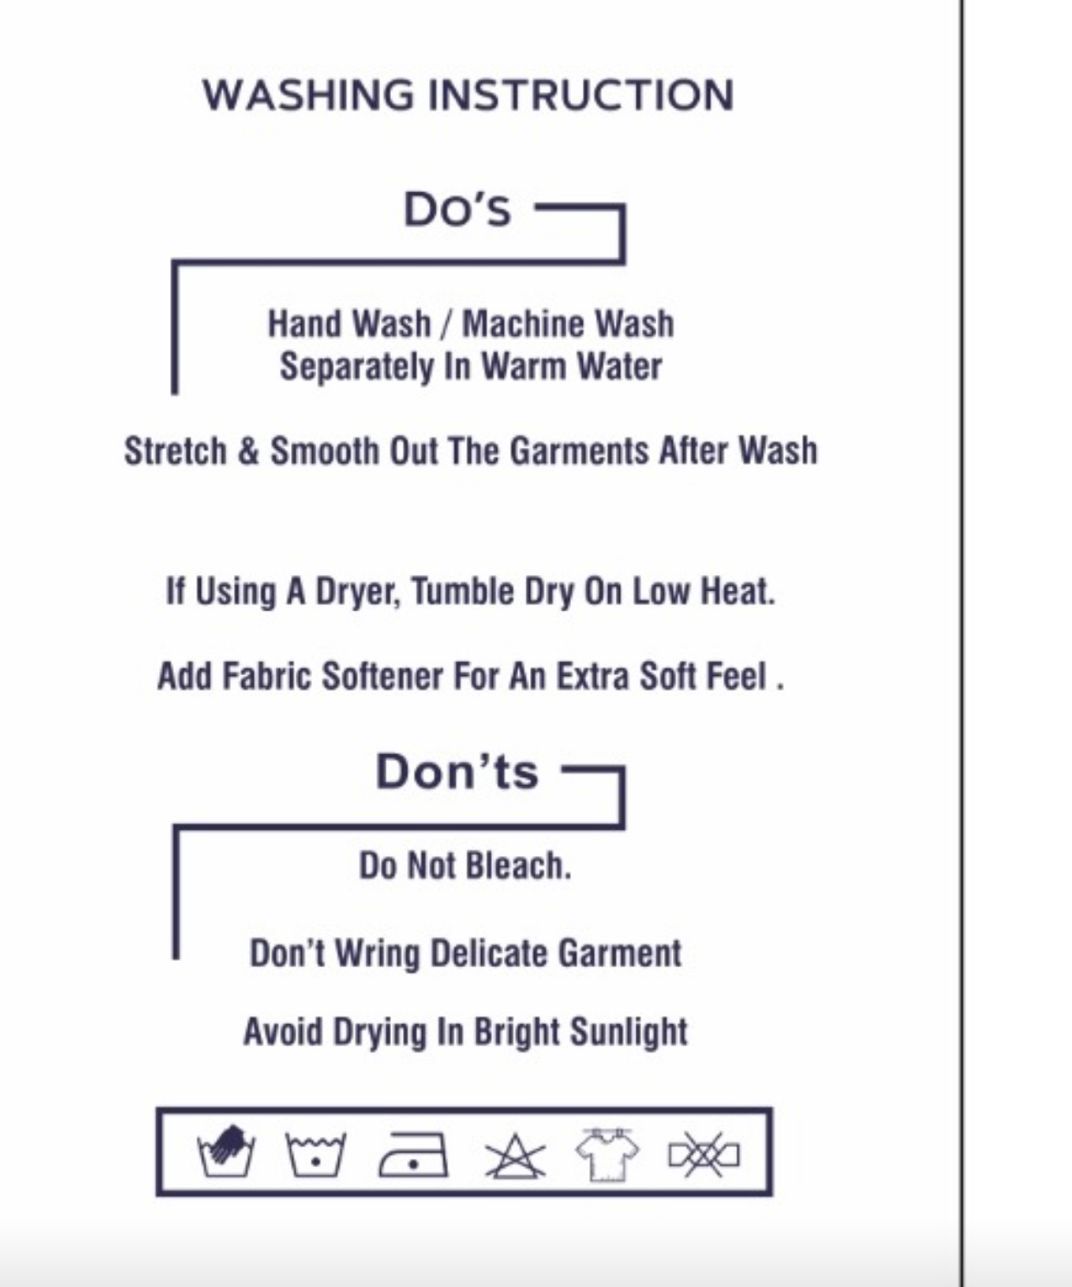 WASHING INSTRUCTION
Do's
Hand Wash / Machine Wash
Separately In Warm Water
Stretch & Smooth Out The Garments After Wash
If Using A Dryer, Tumble Dry On Low Heat.
Add Fabric Softener For An Extra Soft Feel .
Don'ts
Do Not Bleach.
Don't Wring Delicate Garment
Avoid Drying In Bright Sunlight